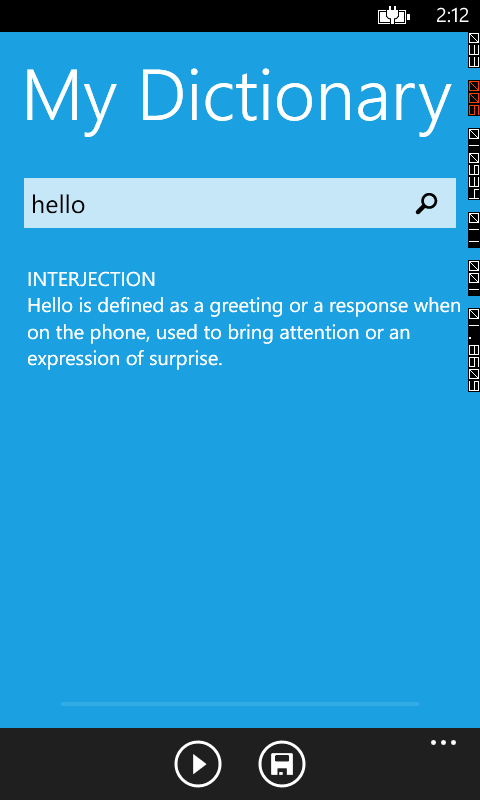 2:12
My Dictionary
hello
INTERJECTION
Hello is defined as a greeting or a response when
on the phone, used to bring attention or an
expression of surprise.